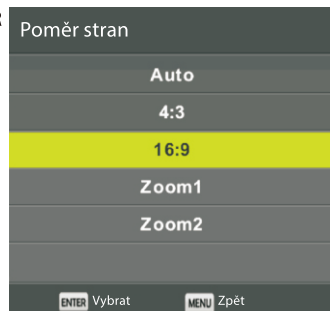 Poměr stran
Auto
4:3
16:9
Zoom1
Zoom2
ENTER Vybrat MENU Zpět